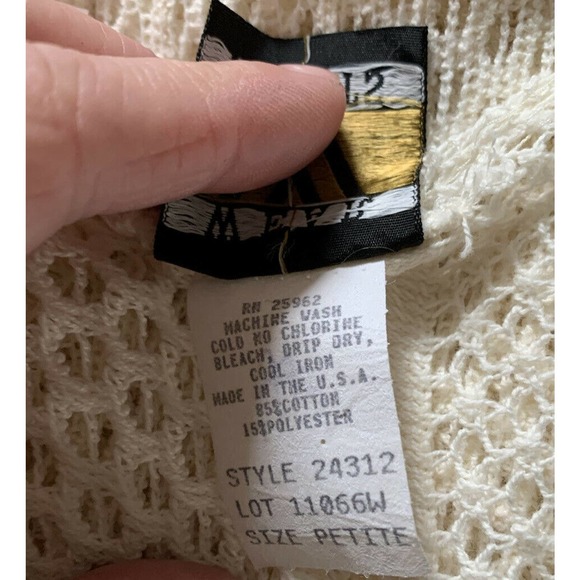 RN 25962
MACHINE WASH
COLD NO CHLORINE
BLEACH, DRIP DRY,
COOL IRON
MADE IN THE U.S.A.
85%COTTON
15%POLYESTER
STYLE 24312
LOT 11066W
SIZE PETITE